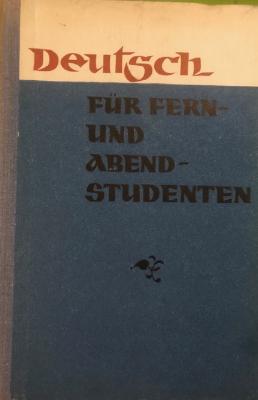 Deutsch
FÜR FERN-
UND
ABEND-
STUDENTEN